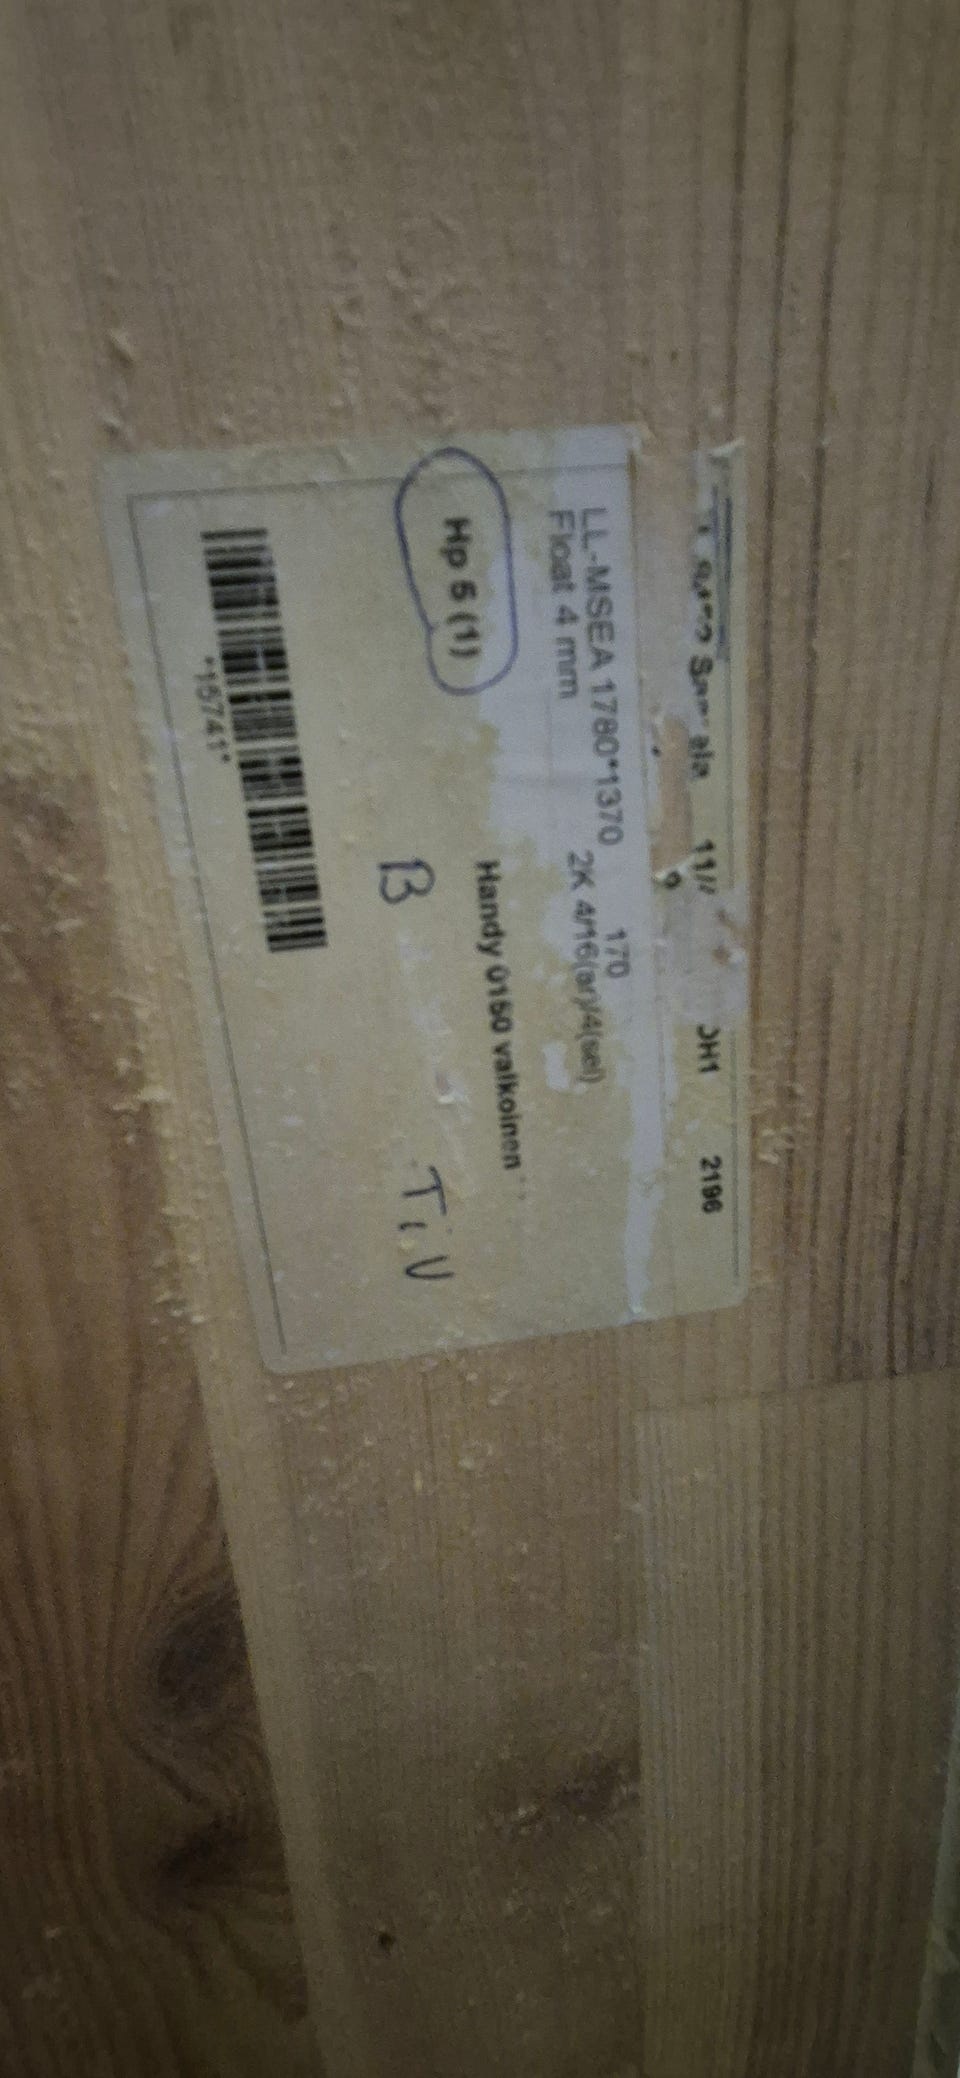 11// 2196
LL-MSEA 1780*1370 170
Float 4 mm 2K 4/16(ar)/4(sel)
Handy 0150 valkoinen
Hp 5 (1)
B
*15741*